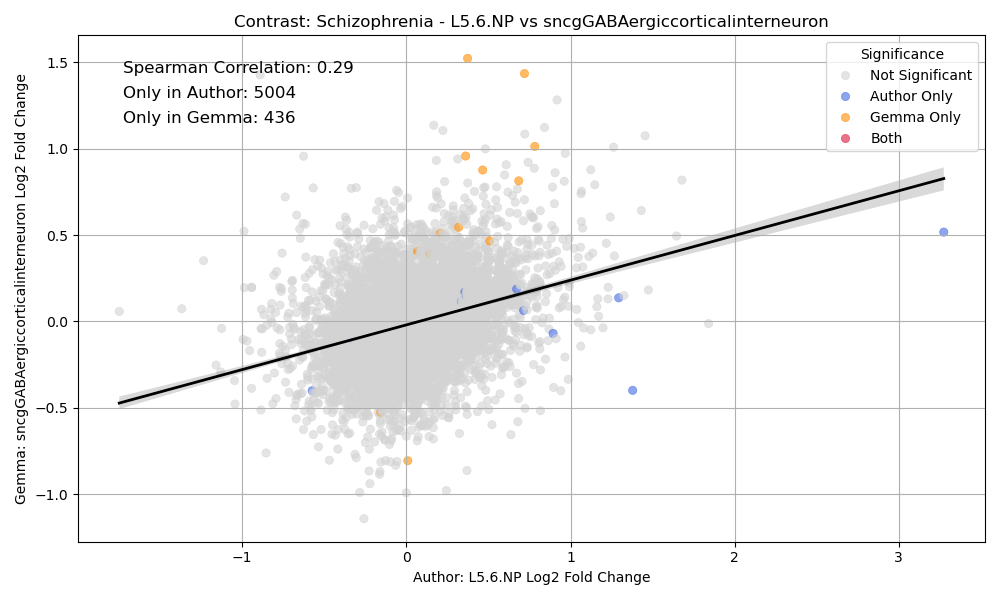 Contrast: Schizophrenia - L5.6.NP vs sncgGABAergiccorticalinterneuron
Spearman Correlation: 0.29
Only in Author: 5004
Only in Gemma: 436
Significance
Not Significant
Author Only
Gemma Only
Both
Gemma: sncgGABAergiccorticalinterneuron Log2 Fold Change
1.5
1.0
0.5
0.0
−0.5
−1.0
−1 0 1 2 3
Author: L5.6.NP Log2 Fold Change